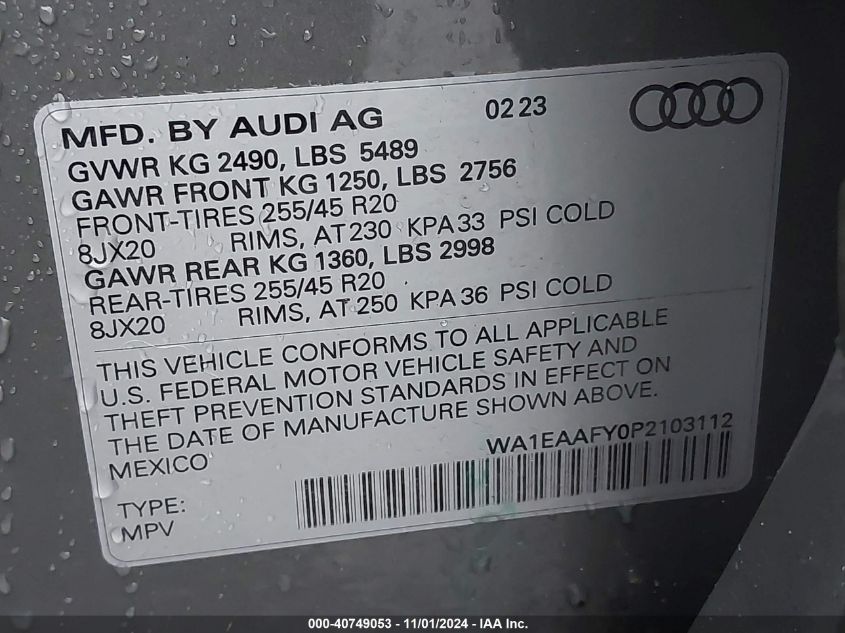 MFD. BY AUDI AG 02 23
GVWR KG 2490, LBS 5489
GAWR FRONT KG 1250, LBS 2756
FRONT-TIRES 255/45 R20
8JX20 RIMS, AT 230 KPA 33 PSI COLD
GAWR REAR KG 1360, LBS 2998
REAR-TIRES 255/45 R20
8JX20 RIMS, AT 250 KPA 36 PSI COLD
THIS VEHICLE CONFORMS TO ALL APPLICABLE
U.S. FEDERAL MOTOR VEHICLE SAFETY AND
THEFT PREVENTION STANDARDS IN EFFECT ON
THE DATE OF MANUFACTURE SHOWN ABOVE.
MEXICO WA1EAAFY0P2103112
TYPE:
MPV
000-40749053 - 11/01/2024 - IAA Inc.